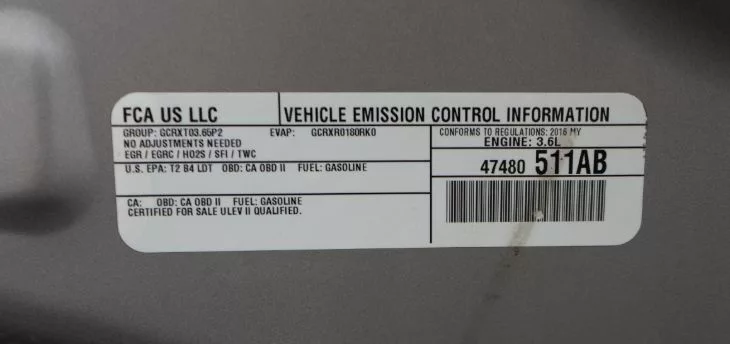 FCA US LLC
VEHICLE EMISSION CONTROL INFORMATION
GROUP: GCRXT03.65P2 EVAP: GCRXR0180RK0
NO ADJUSTMENTS NEEDED
EGR / EGRC / HO2S / SFI / TWC
CONFORMS TO REGULATIONS: 2016 MY
ENGINE: 3.6L
U.S. EPA: T2 B4 LDT OBD: CA OBD II FUEL: GASOLINE
47480 511AB
CA: OBD: CA OBD II FUEL: GASOLINE
CERTIFIED FOR SALE ULEV II QUALIFIED.